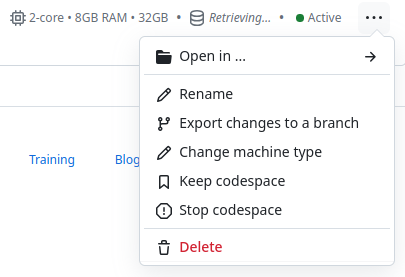 2-core • 8GB RAM • 32GB • Retrieving... • Active ...
Open in ...
Rename
Export changes to a branch
Training Blog Change machine type
Keep codespace
Stop codespace
Delete